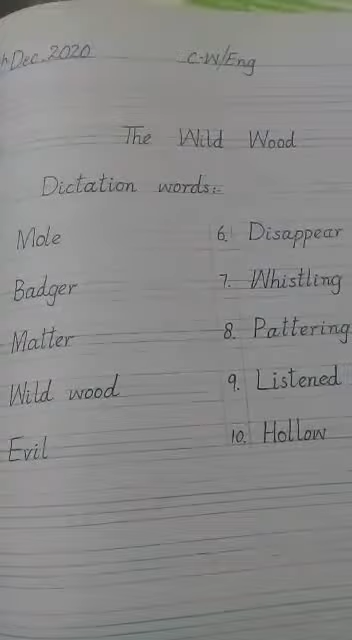 Dec. 2020 C.W/Eng
The Wild Wood
Dictation words:-
Mole 6. Disappear
Badger 7. Whistling
Matter 8. Pattering
Wild wood 9. Listened
Evil 10. Hollow